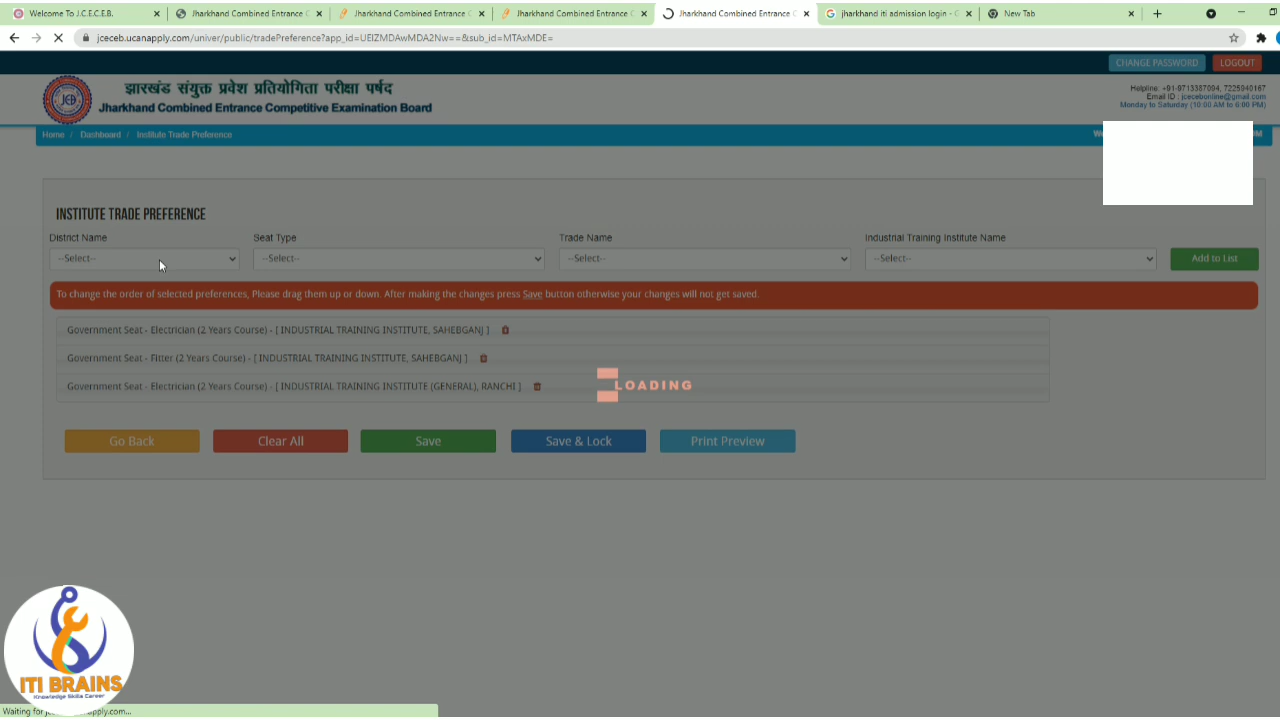 Welcome To J.C.E.C.E.B.
Jharkhand Combined Entrance C
Jharkhand Combined Entrance C
Jharkhand Combined Entrance C
Jharkhand Combined Entrance C
jharkhand iti admission login -
New Tab
jceceb.ucanapply.com/univer/public/tradePreference?app_id=UElZMDAwMDA2Nw==&sub_id=MTAxMDE=
CHANGE PASSWORD LOGOUT
झारखंड संयुक्त प्रवेश प्रतियोगिता परीक्षा पर्षद
Jharkhand Combined Entrance Competitive Examination Board
Helpline: +91-9713387094, 7225940167
Email ID : jcecebonline@gmail.com
Monday to Saturday (10:00 AM to 6:00 PM)
Home / Dashboard / Institute Trade Preference
INSTITUTE TRADE PREFERENCE
District Name Seat Type Trade Name Industrial Training Institute Name
--Select-- --Select-- --Select-- --Select-- Add to List
To change the order of selected preferences, Please drag them up or down. After making the changes press Save button otherwise your changes will not get saved.
Government Seat - Electrician (2 Years Course) - [ INDUSTRIAL TRAINING INSTITUTE, SAHEBGANJ ]
Government Seat - Fitter (2 Years Course) - [ INDUSTRIAL TRAINING INSTITUTE, SAHEBGANJ ]
Government Seat - Electrician (2 Years Course) - [ INDUSTRIAL TRAINING INSTITUTE (GENERAL), RANCHI ]
LOADING
Go Back Clear All Save Save & Lock Print Preview
ITI BRAINS
Knowledge Skills Career
Waiting for